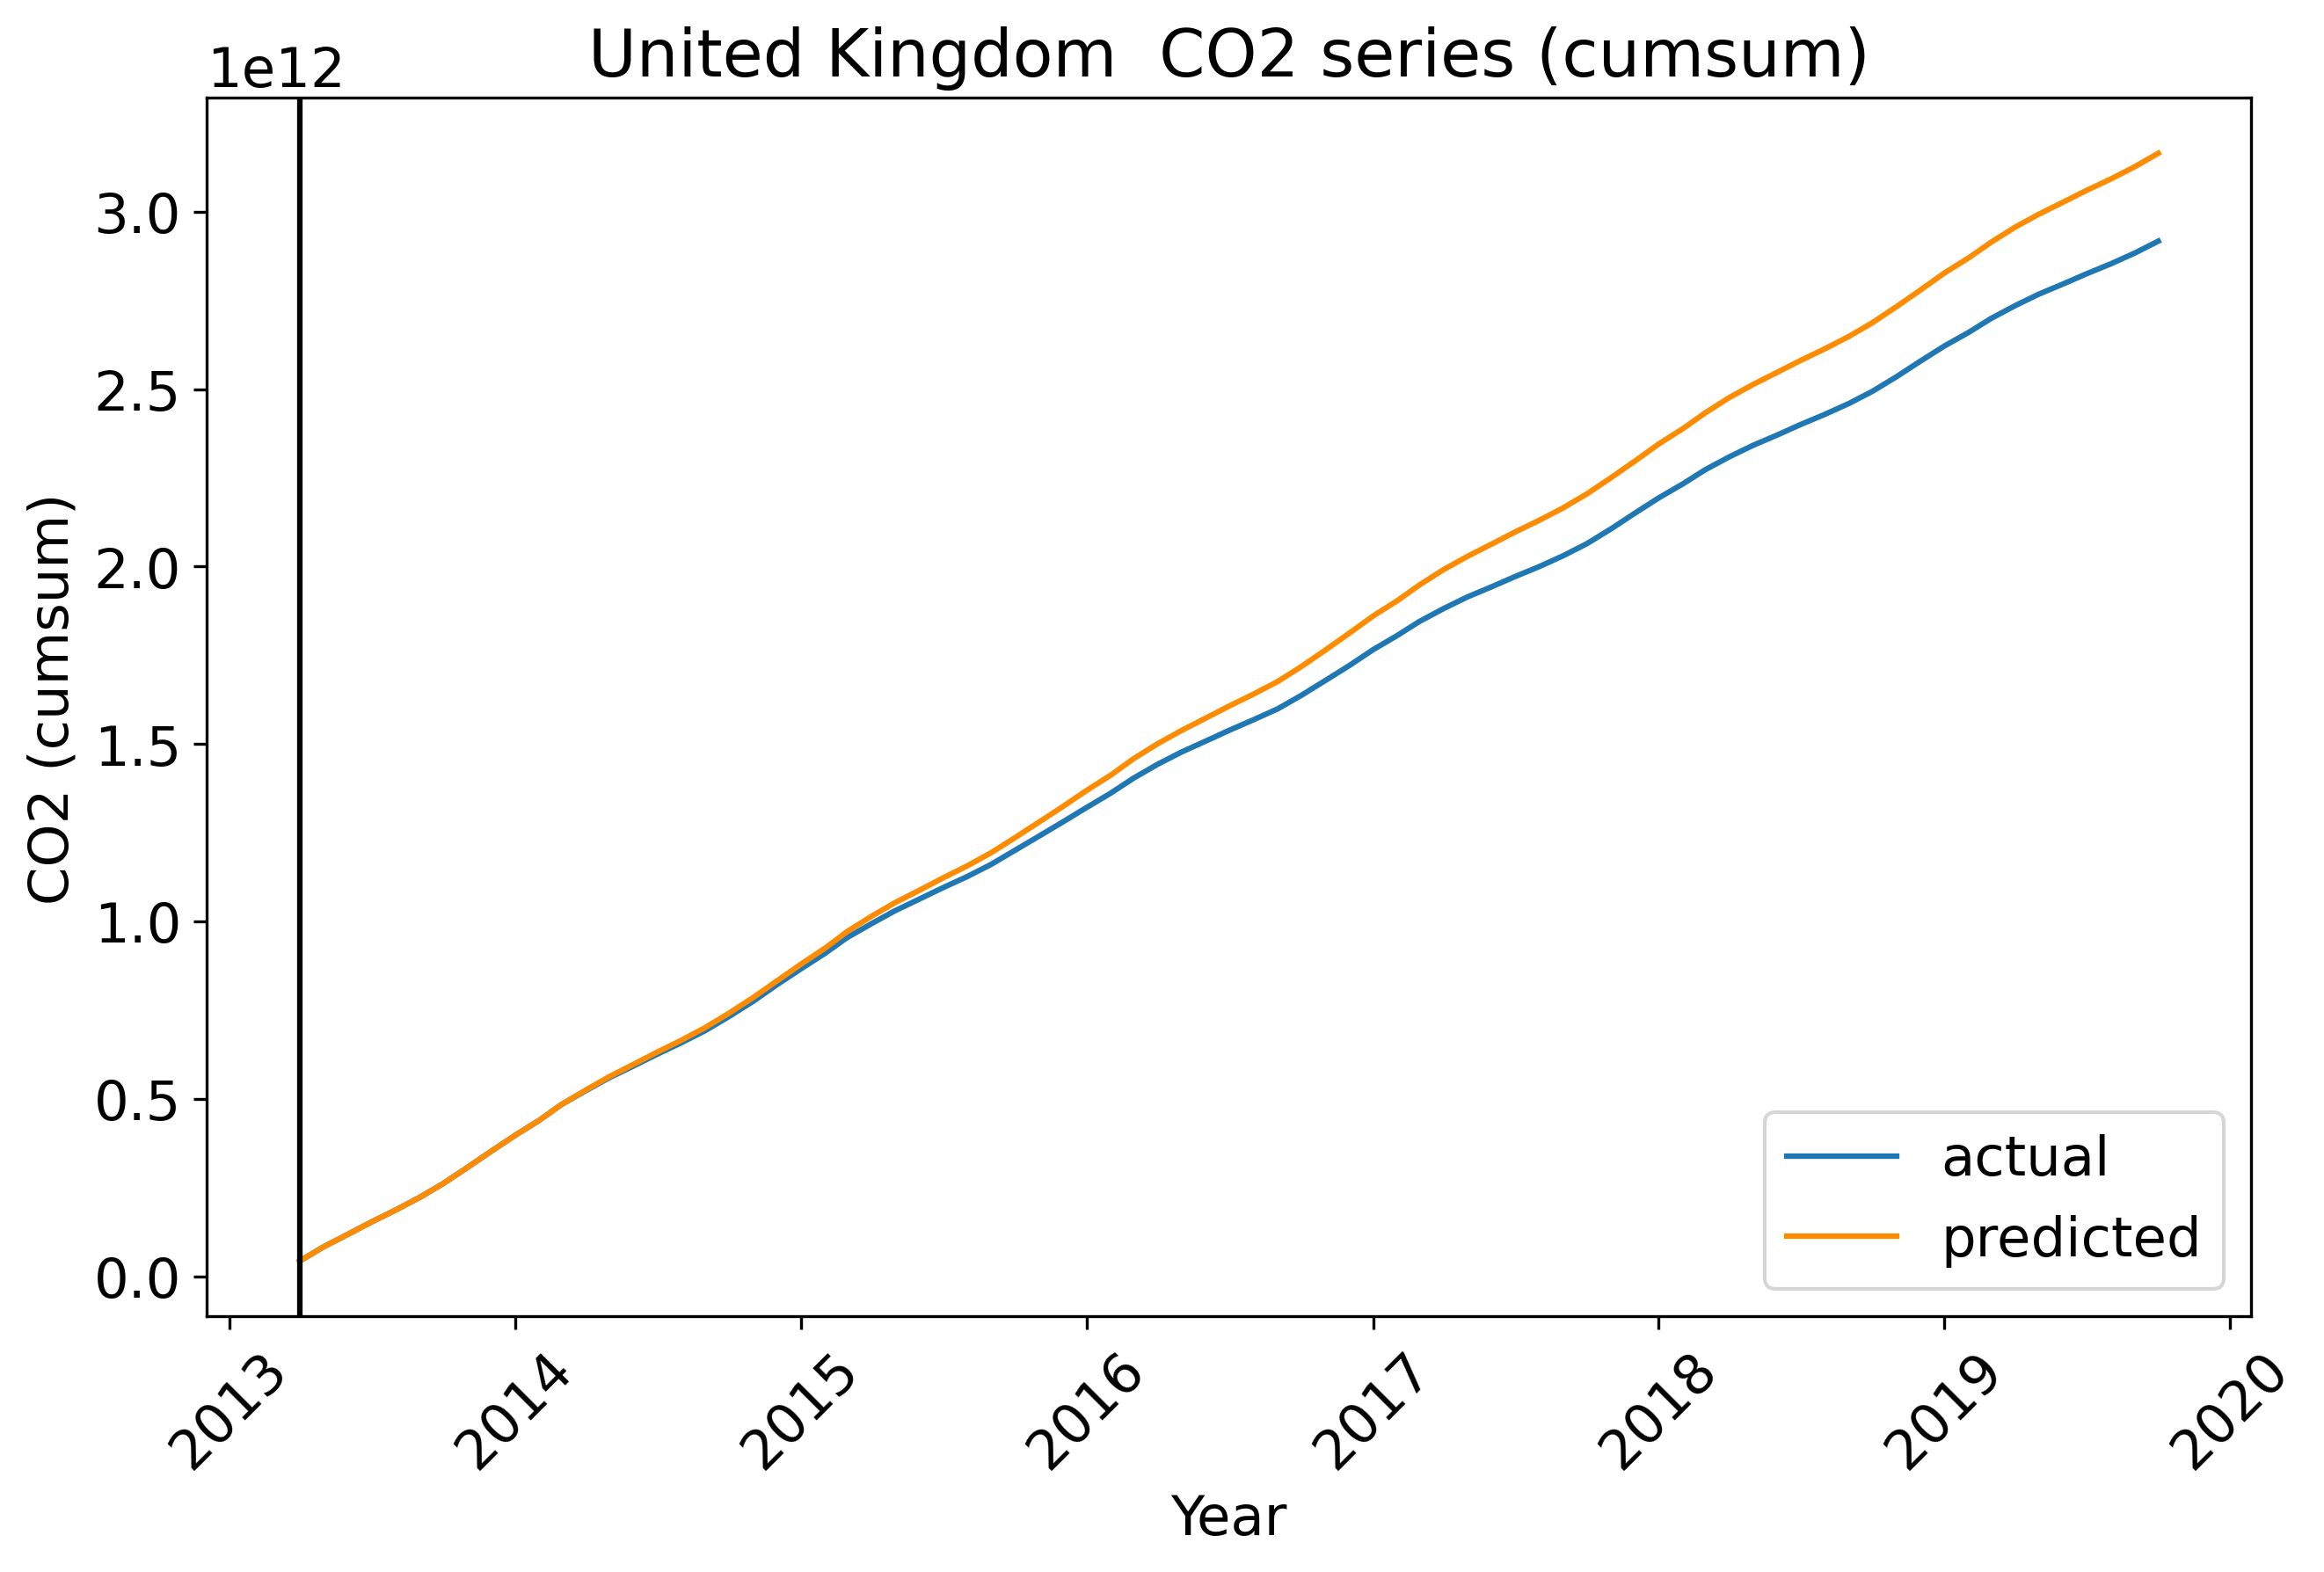 United Kingdom  CO2 series (cumsum)
1e12
CO2 (cumsum)
3.0
2.5
2.0
1.5
1.0
0.5
0.0
actual
predicted
2013 2014 2015 2016 2017 2018 2019 2020
Year